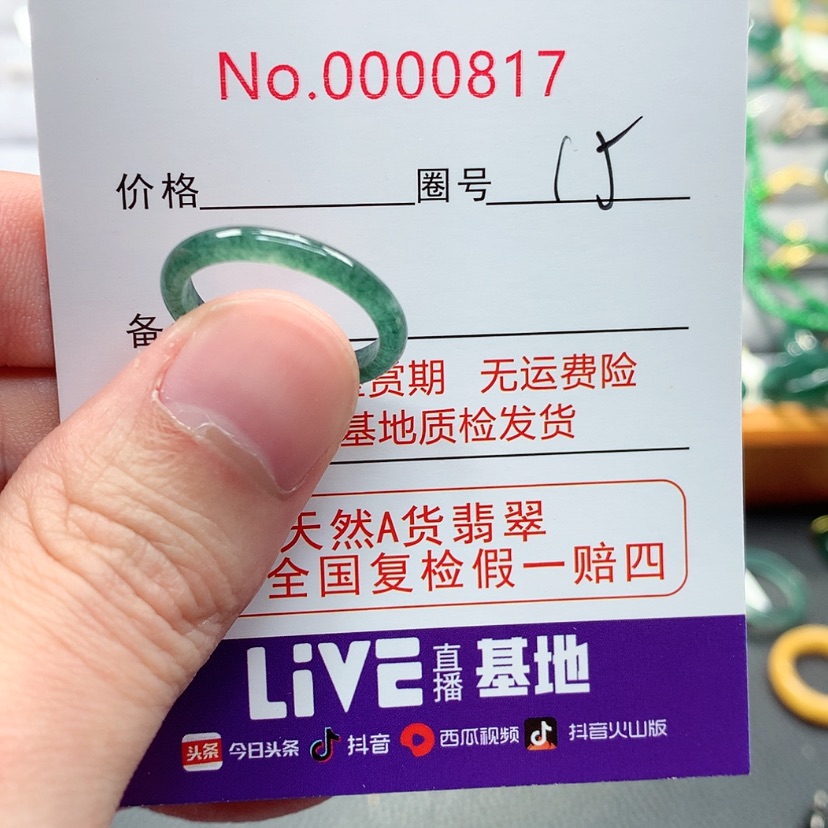 No.0000817
价格 圈号 15
备
赏期 无运费险
基地质检发货
天然A货翡翠
全国复检假一赔四
LiVE 直播 基地
头条 今日头条 抖音 西瓜视频 抖音火山版